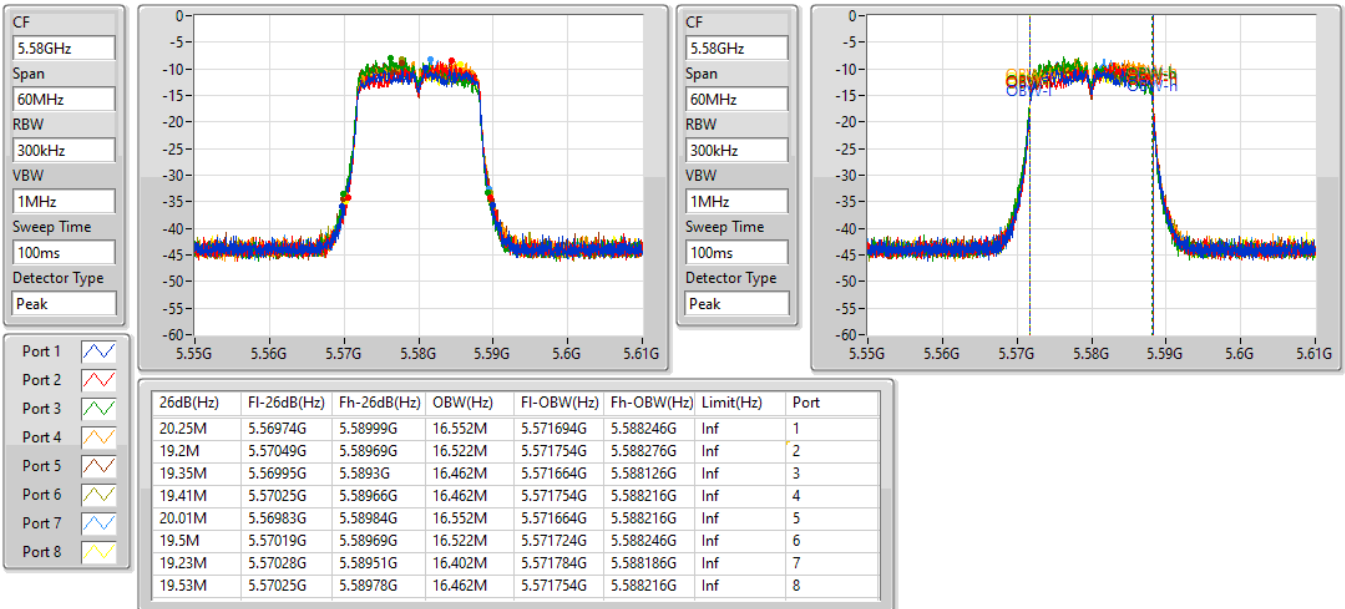 CF
5.58GHz
Span
60MHz
RBW
300kHz
VBW
1MHz
Sweep Time
100ms
Detector Type
Peak
0-
-5-
-10-
-15-
-20-
-25-
-30-
-35-
-40-
-45-
-50-
-55-
-60-
5.55G 5.56G 5.57G 5.58G 5.59G 5.6G 5.61G
CF
5.58GHz
Span
60MHz
RBW
300kHz
VBW
1MHz
Sweep Time
100ms
Detector Type
Peak
0-
-5-
-10-
-15-
-20-
-25-
-30-
-35-
-40-
-45-
-50-
-55-
-60-
5.55G 5.56G 5.57G 5.58G 5.59G 5.6G 5.61G
Port 1
Port 2
Port 3
Port 4
Port 5
Port 6
Port 7
Port 8
26dB(Hz) Fl-26dB(Hz) Fh-26dB(Hz) OBW(Hz) Fl-OBW(Hz) Fh-OBW(Hz) Limit(Hz) Port
20.25M 5.56974G 5.58999G 16.552M 5.571694G 5.588246G Inf 1
19.2M 5.57049G 5.58969G 16.522M 5.571754G 5.588276G Inf 2
19.35M 5.56995G 5.5893G 16.462M 5.571664G 5.588126G Inf 3
19.41M 5.57025G 5.58966G 16.462M 5.571754G 5.588216G Inf 4
20.01M 5.56983G 5.58984G 16.552M 5.571664G 5.588216G Inf 5
19.5M 5.57019G 5.58969G 16.522M 5.571724G 5.588246G Inf 6
19.23M 5.57028G 5.58951G 16.402M 5.571784G 5.588186G Inf 7
19.53M 5.57025G 5.58978G 16.462M 5.571754G 5.588216G Inf 8